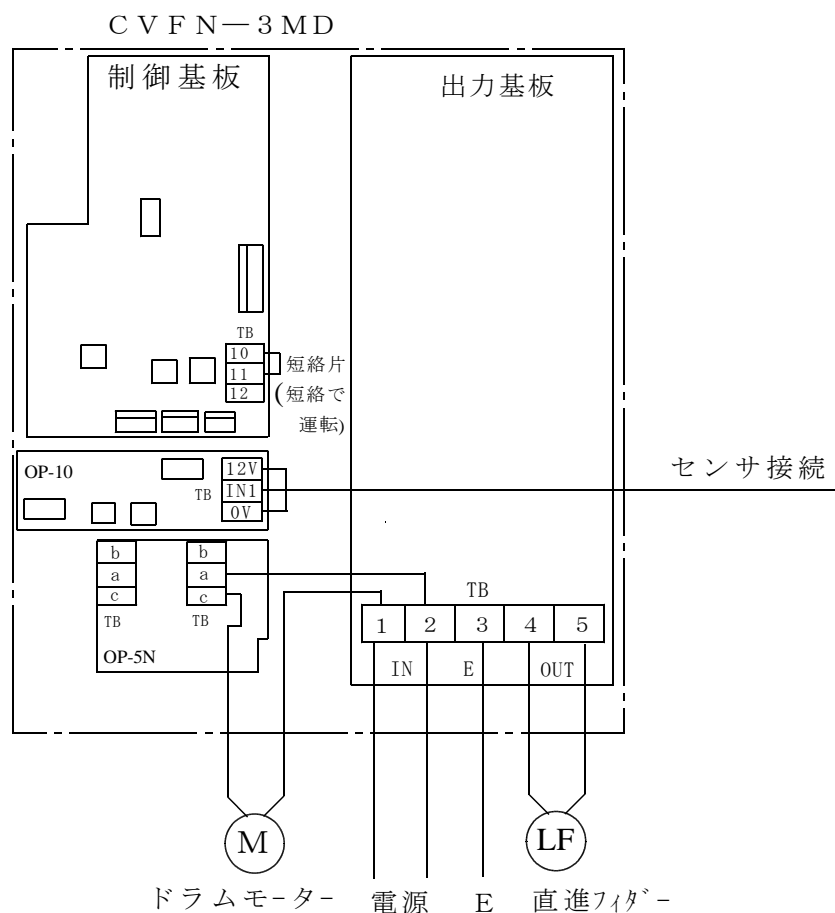 CVFN―3MD
制御基板
出力基板
TB
10
11
12
短絡片
(短絡で
運転)
OP-10
12V
TB
IN1
0V
センサ接続
b
a
c
TB
b
a
c
TB
OP-5N
TB
1 2 3 4 5
IN E OUT
M
LF
ドラムモｰタｰ 電源 E 直進ﾌｨﾀﾞｰ